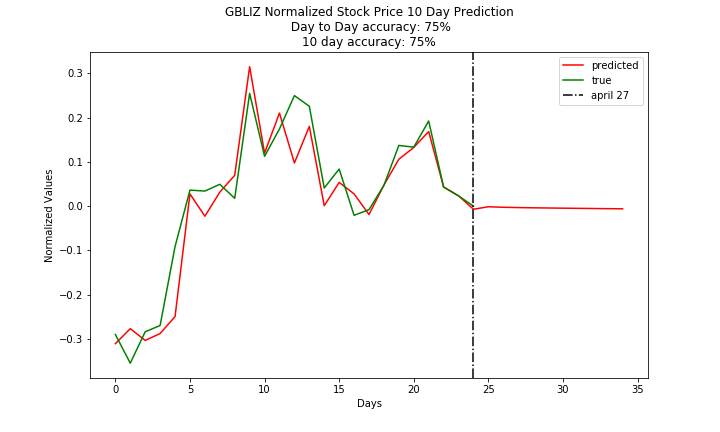 GBLIZ Normalized Stock Price 10 Day Prediction
Day to Day accuracy: 75%
10 day accuracy: 75%
predicted
true
april 27
0.3
0.2
0.1
0.0
−0.1
−0.2
−0.3
Normalized Values
0 5 10 15 20 25 30 35
Days